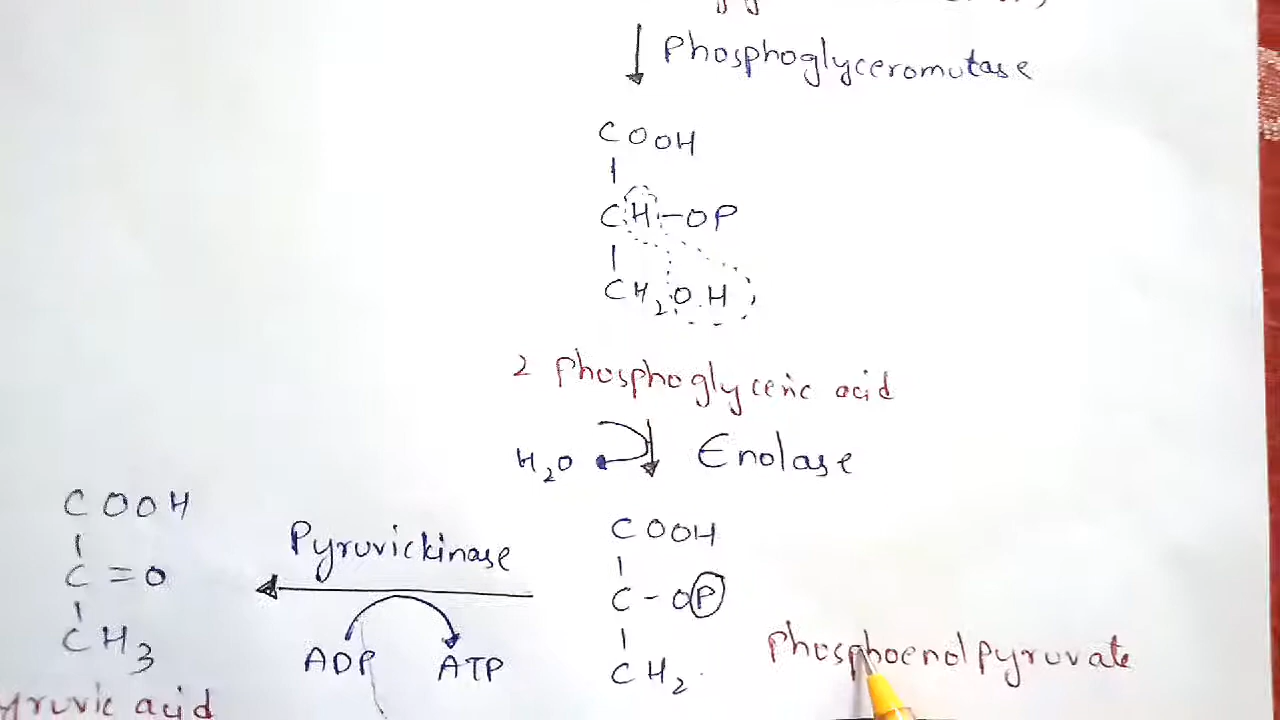 Phosphoglyceromutase
COOH
CH-OP
CH2OH
2 Phosphoglyceric acid
H2O Enolase
COOH
C-OP
CH2
Phosphoenolpyruvate
Pyruvickinase
ADP ATP
COOH
C=O
CH3
acid